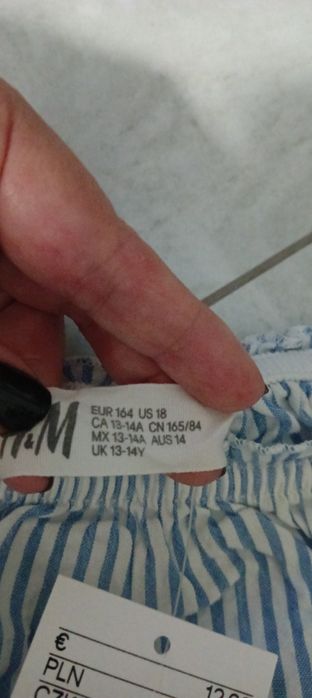 H&M
EUR 164 US 18
CA 13-14A CN 165/84
MX 13-14A AUS 14
UK 13-14Y
€
PLN